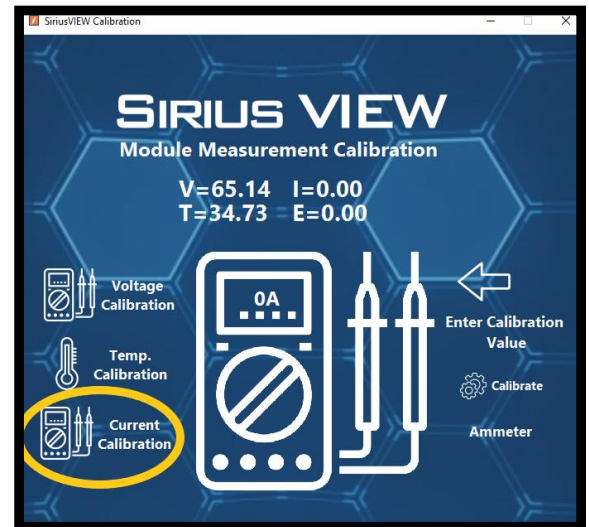 SiriusVIEW Calibration
SIRIUS VIEW
Module Measurement Calibration
V=65.14 I=0.00
T=34.73 E=0.00
Voltage
Calibration
Temp.
Calibration
Current
Calibration
0A
Enter Calibration
Value
Calibrate
Ammeter